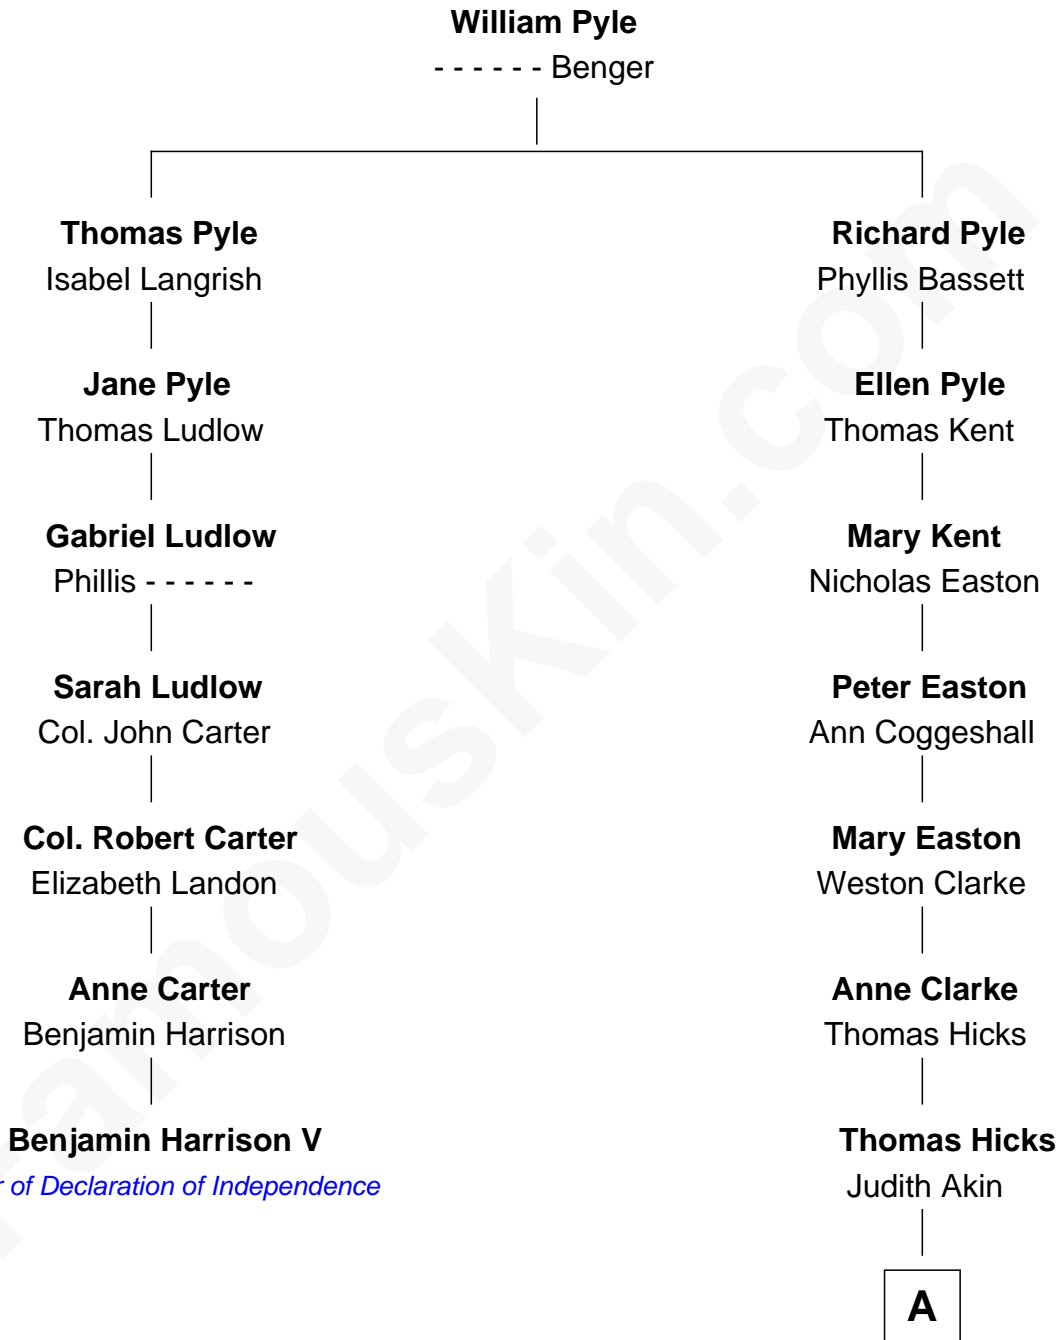 William Pyle
- - - - - - Benger
Thomas Pyle
Isabel Langrish
Richard Pyle
Phyllis Bassett
Jane Pyle
Thomas Ludlow
Ellen Pyle
Thomas Kent
Gabriel Ludlow
Phillis - - - - - -
Mary Kent
Nicholas Easton
Sarah Ludlow
Col. John Carter
Peter Easton
Ann Coggeshall
Col. Robert Carter
Elizabeth Landon
Mary Easton
Weston Clarke
Anne Carter
Benjamin Harrison
Anne Clarke
Thomas Hicks
Benjamin Harrison V
of Declaration of Independence
Thomas Hicks
Judith Akin
A
FamousKin.com